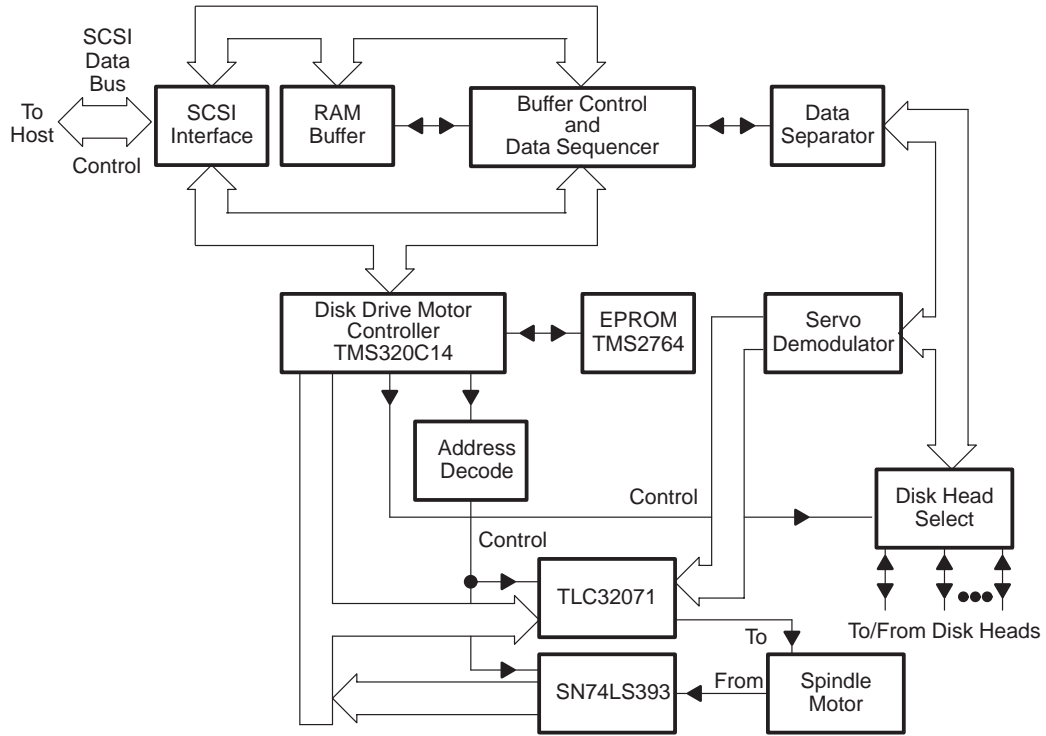 SCSI
Data
Bus
To
Host
Control
SCSI
Interface
RAM
Buffer
Buffer Control
and
Data Sequencer
Data
Separator
Disk Drive Motor
Controller
TMS320C14
EPROM
TMS2764
Servo
Demodulator
Address
Decode
Control
Disk Head
Select
Control
TLC32071
To/From Disk Heads
To
From
SN74LS393
Spindle
Motor